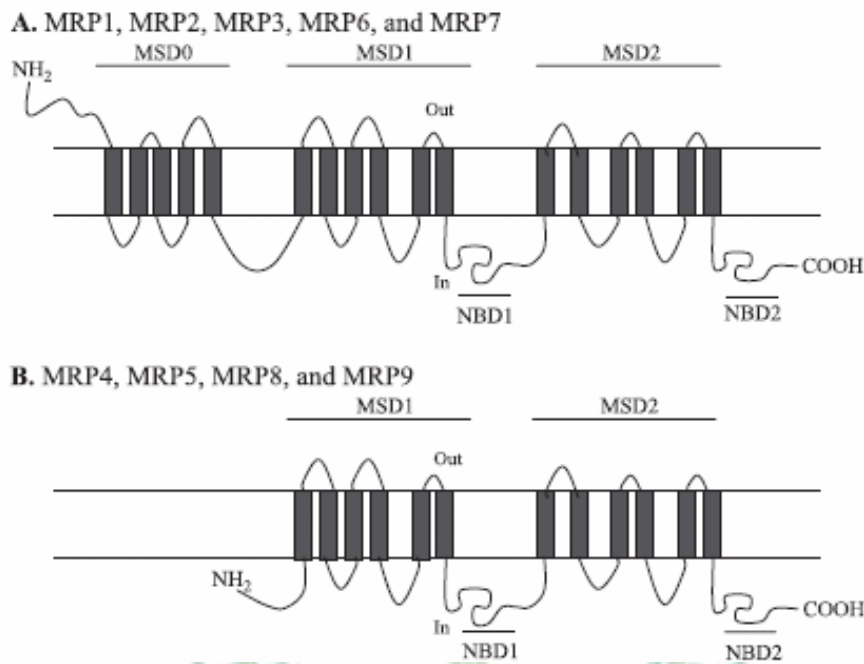 A. MRP1, MRP2, MRP3, MRP6, and MRP7
MSD0 MSD1 MSD2
NH2
Out
In
COOH
NBD1 NBD2
B. MRP4, MRP5, MRP8, and MRP9
MSD1 MSD2
Out
NH2
COOH
In
NBD1 NBD2